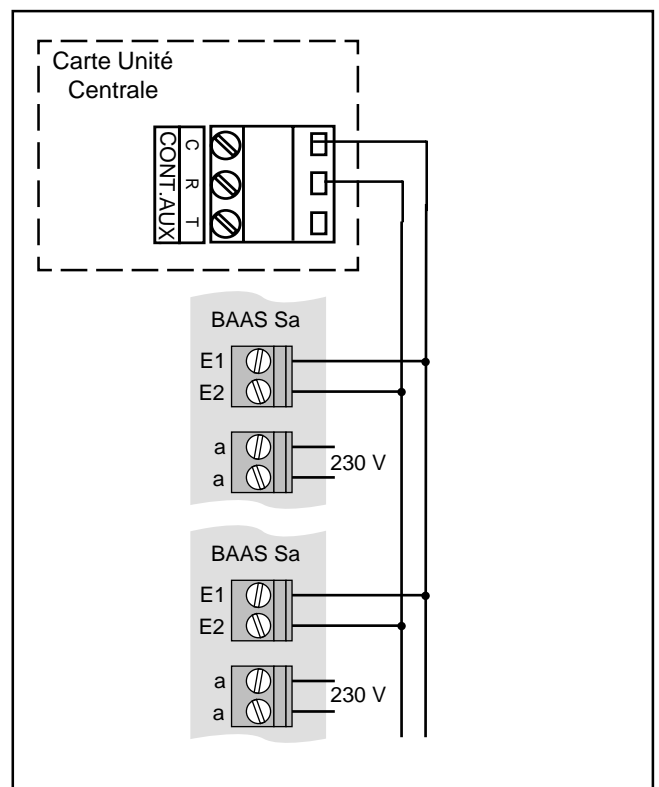 Carte Unité
Centrale
CONT.AUX
C R T
BAAS Sa
E1
E2
a
a
230 V
BAAS Sa
E1
E2
a
a
230 V